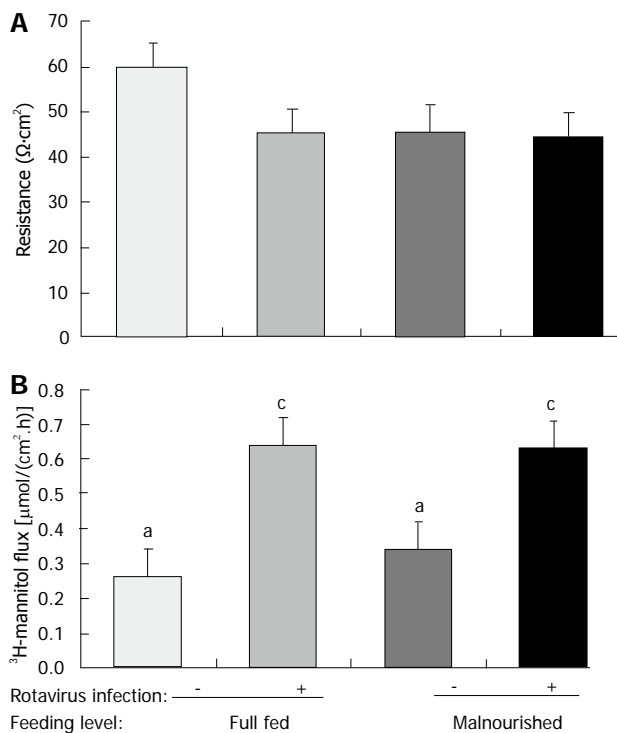 A
70
60
50
40
30
20
10
0
Resistance (Ω·cm²)
B
0.8
0.7
0.6
0.5
0.4
0.3
0.2
0.1
0.0
³H-mannitol flux [μmol/(cm².h)]
a
c
a
c
Rotavirus infection: - + - +
Feeding level: Full fed Malnourished